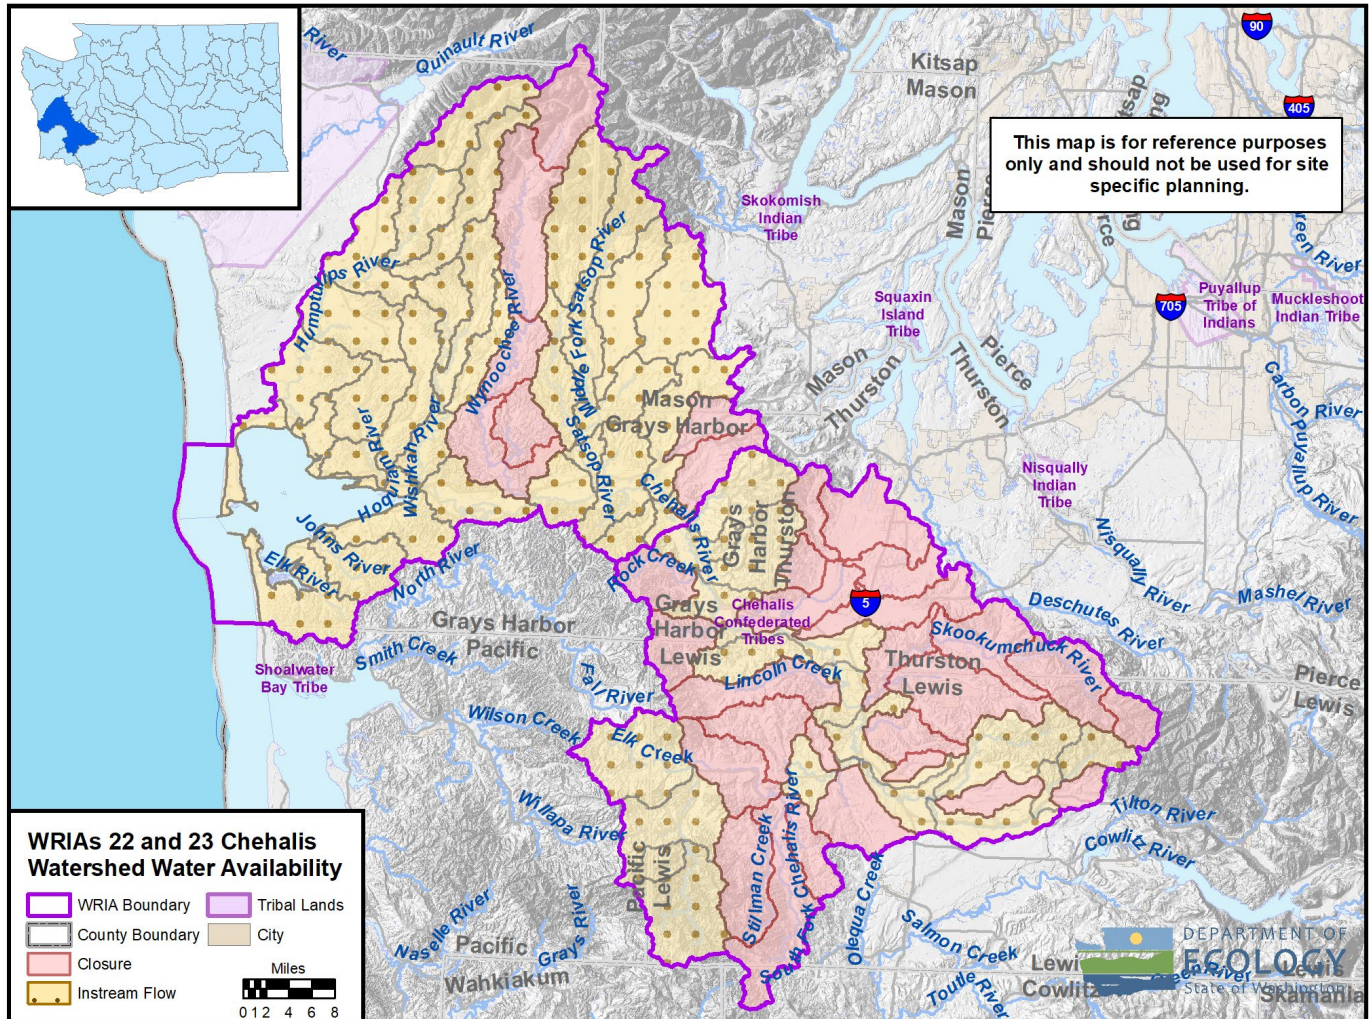 River
Quinault River
Kitsap
Mason
90
405
This map is for reference purposes
only and should not be used for site
specific planning.
Skokomish
Indian
Tribe
Mason
Green River
Humptulips River
Wynoochee River
Middle Fork Satsop River
Squaxin
Island
Tribe
705
Puyallup
Tribe of
Indians
Muckleshoot
Indian Tribe
Mason
Thurston
Pierce
Thurston
Carbon River
Puyallup River
Mason
Grays Harbor
Hoquiam River
Wishkah River
Satsop River
Chehalis River
Grays
Harbor
Thurston
Nisqually
Indian
Tribe
Nisqually River
Johns River
Elk River
North River
Rock Creek
Grays
Harbor
Lewis
Chehalis
Confederated
Tribes
5
Deschutes River
Mashel River
Grays Harbor
Pacific
Smith Creek
Shoalwater
Bay Tribe
Fall River
Lincoln Creek
Thurston
Lewis
Skookumchuck River
Pierce
Lewis
Wilson Creek
Elk Creek
Willapa River
Pacific
Lewis
Stillman Creek
South Fork Chehalis River
Olequa Creek
Tilton River
Cowlitz River
Naselle River
Grays River
Pacific
Wahkiakum
Salmon Creek
Toutle River
Cowlitz
Green River
Lewis
Skamania
DEPARTMENT OF
ECOLOGY
State of Washington
WRIAs 22 and 23 Chehalis
Watershed Water Availability
WRIA Boundary
Tribal Lands
County Boundary
City
Closure
Instream Flow
Miles
0 1 2 4 6 8